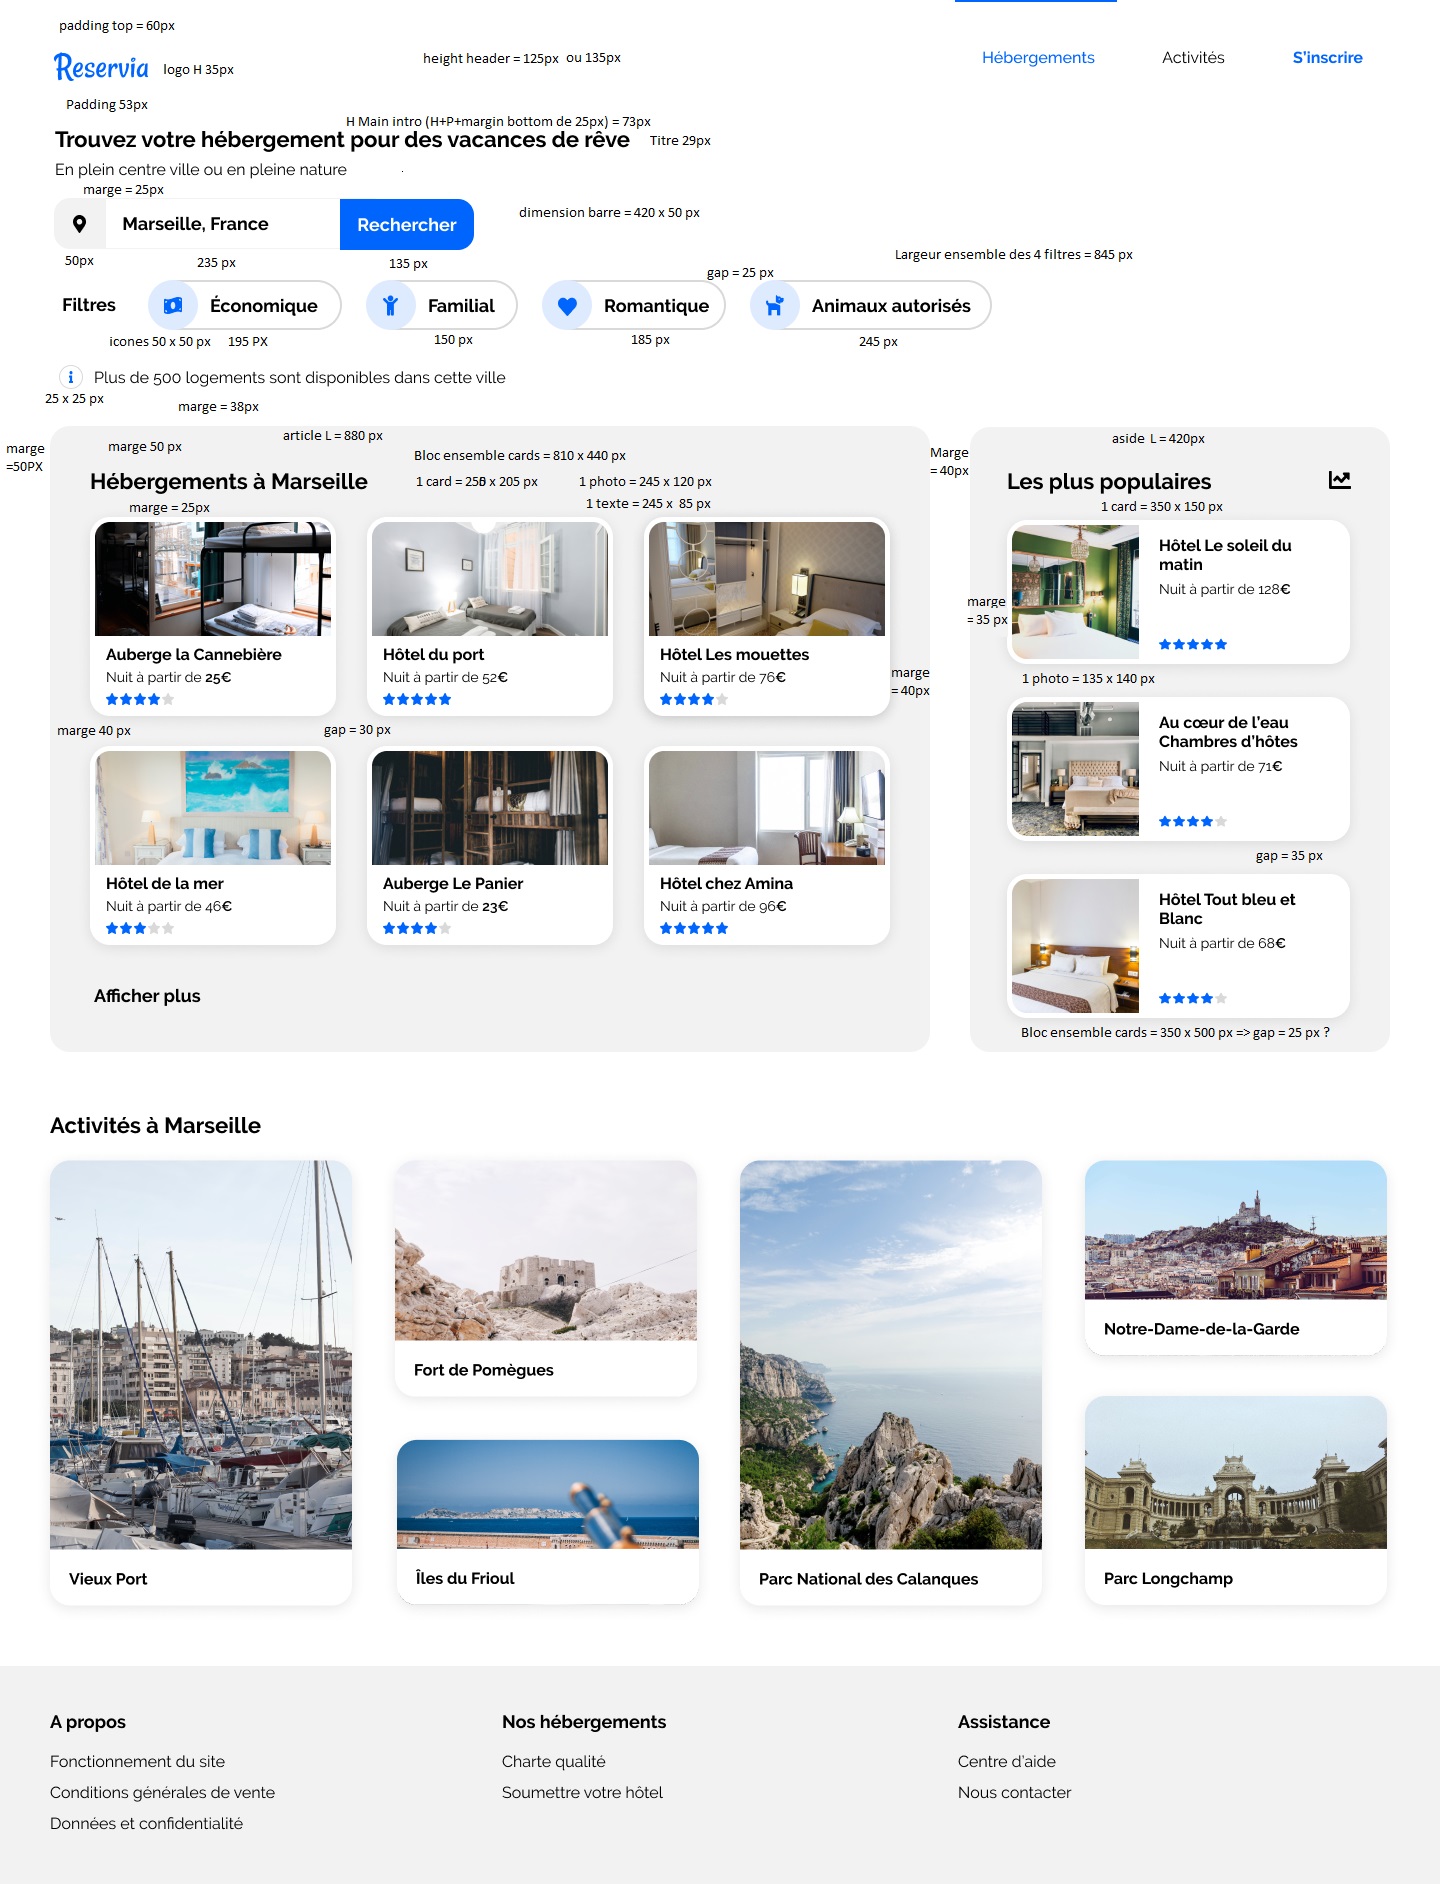 padding top = 60px
Reservia
logo H 35px
height header = 125px ou 135px
Hébergements
Activités
S'inscrire
Padding 53px
H Main intro (H+P+margin bottom de 25px) = 73px
Trouvez votre hébergement pour des vacances de rêve
Titre 29px
En plein centre ville ou en pleine nature
marge = 25px
Marseille, France
Rechercher
dimension barre = 420 x 50 px
50px
235 px
135 px
Largeur ensemble des 4 filtres = 845 px
gap = 25 px
Filtres
Économique
Familial
Romantique
Animaux autorisés
icones 50 x 50 px
195 PX
150 px
185 px
245 px
Plus de 500 logements sont disponibles dans cette ville
25 x 25 px
marge = 38px
marge
=50PX
marge 50 px
article L = 880 px
Bloc ensemble cards = 810 x 440 px
Hébergements à Marseille
1 card = x 205 px
1 photo = 245 x 120 px
1 texte = 245 x 85 px
marge = 25px
Auberge la Cannebière
Nuit à partir de 25€
Hôtel du port
Nuit à partir de 52€
Hôtel Les mouettes
Nuit à partir de 76€
marge
= 40px
marge 40 px
gap = 30 px
Hôtel de la mer
Nuit à partir de 46€
Auberge Le Panier
Nuit à partir de 23€
Hôtel chez Amina
Nuit à partir de 96€
Afficher plus
Marge
= 40px
aside L = 420px
Les plus populaires
1 card = 350 x 150 px
Hôtel Le soleil du
matin
Nuit à partir de 128€
marge
= 35 px
1 photo = 135 x 140 px
Au cœur de l'eau
Chambres d'hôtes
Nuit à partir de 71€
gap = 35 px
Hôtel Tout bleu et
Blanc
Nuit à partir de 68€
Bloc ensemble cards = 350 x 500 px => gap = 25 px ?
Activités à Marseille
Vieux Port
Fort de Pomègues
Îles du Frioul
Parc National des Calanques
Notre-Dame-de-la-Garde
Parc Longchamp
A propos
Fonctionnement du site
Conditions générales de vente
Données et confidentialité
Nos hébergements
Charte qualité
Soumettre votre hôtel
Assistance
Centre d'aide
Nous contacter